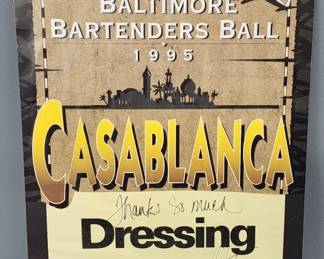 BALTIMORE
BARTENDERS BALL
1995
CASABLANCA
Thanks so much
Dressing